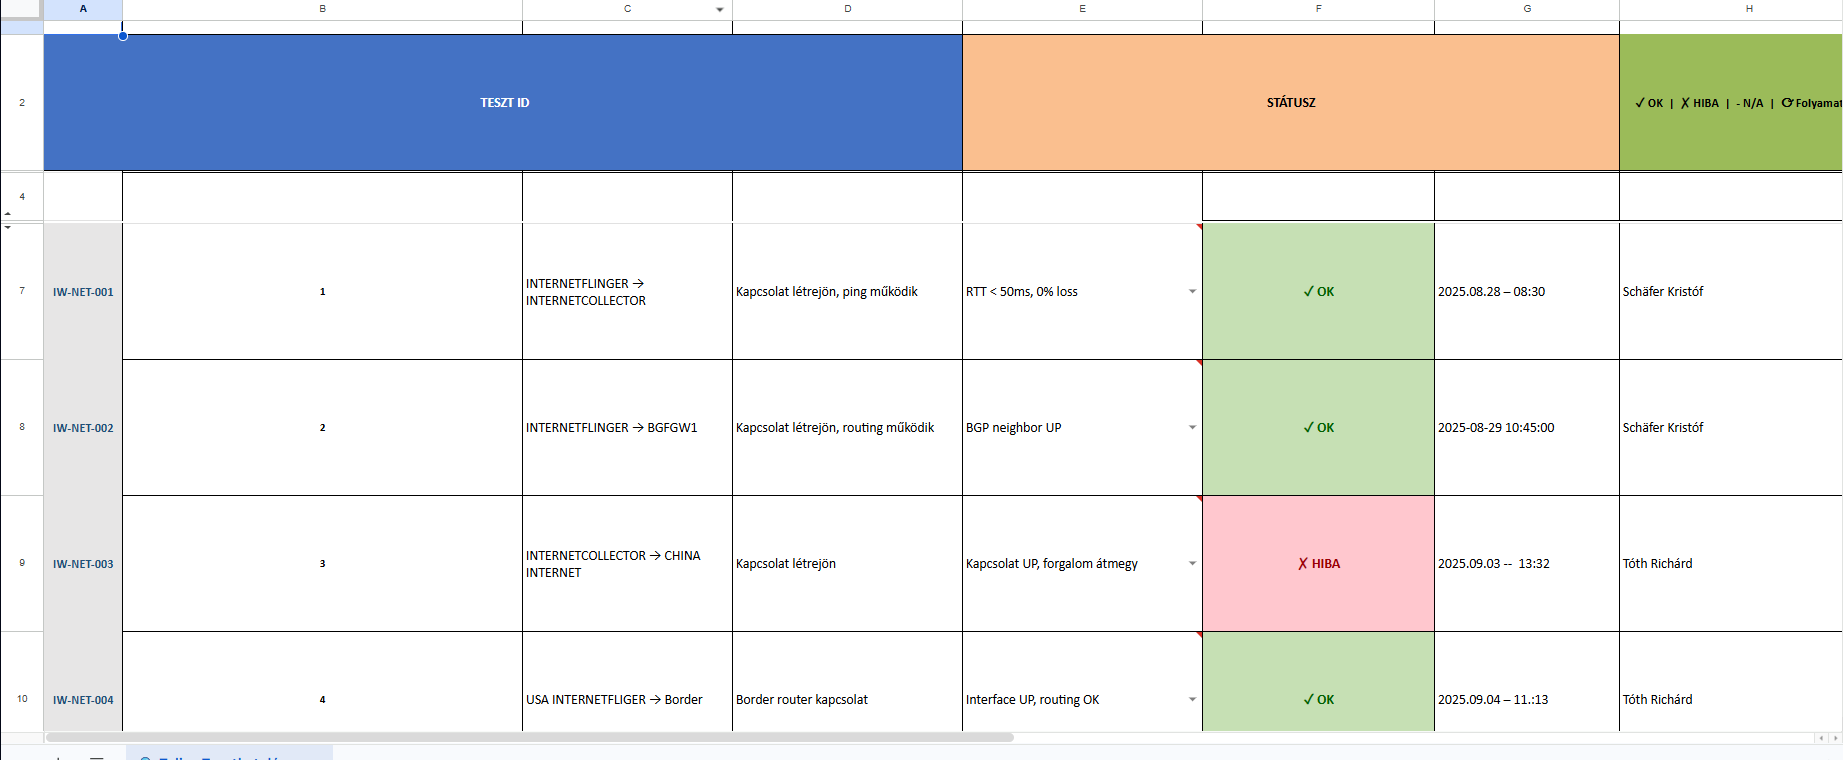 A B C D E F G H
2 TESZT ID STÁTUSZ ✓ OK | ✗ HIBA | - N/A | ⟳ Folyamat
4
7 IW-NET-001 1 INTERNETFLINGER → INTERNETCOLLECTOR Kapcsolat létrejön, ping működik RTT < 50ms, 0% loss ✓ OK 2025.08.28 – 08:30 Schäfer Kristóf
8 IW-NET-002 2 INTERNETFLINGER → BGFGW1 Kapcsolat létrejön, routing működik BGP neighbor UP ✓ OK 2025-08-29 10:45:00 Schäfer Kristóf
9 IW-NET-003 3 INTERNETCOLLECTOR → CHINA INTERNET Kapcsolat létrejön Kapcsolat UP, forgalom átmegy ✗ HIBA 2025.09.03 -- 13:32 Tóth Richárd
10 IW-NET-004 4 USA INTERNETFLIGER → Border Border router kapcsolat Interface UP, routing OK ✓ OK 2025.09.04 – 11.:13 Tóth Richárd